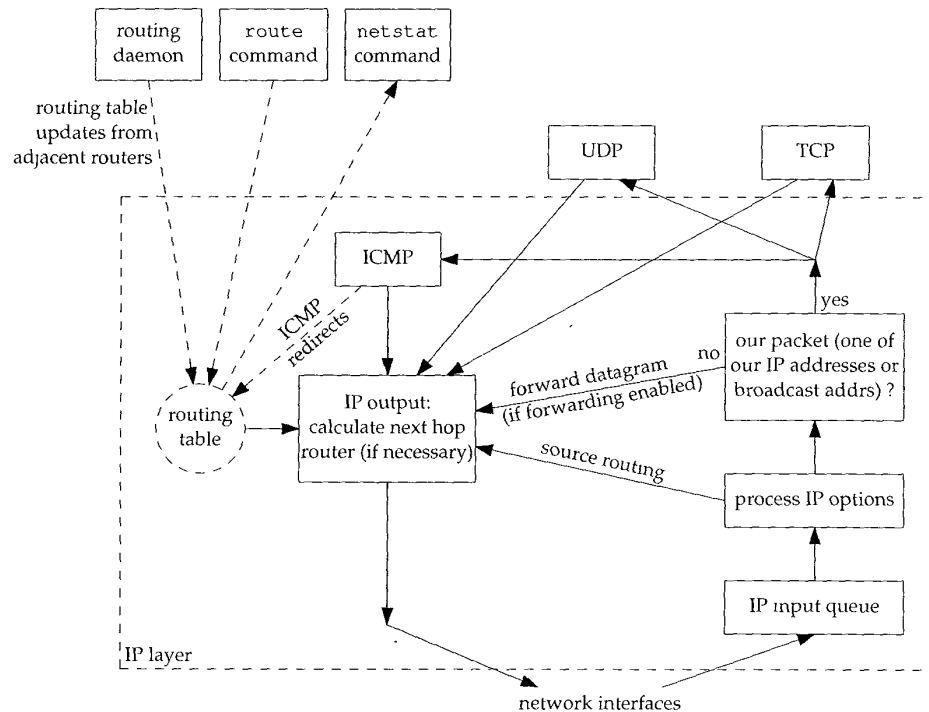 routing
daemon
route
command
netstat
command
routing table
updates from
adjacent routers
UDP
TCP
ICMP
ICMP
redirects
yes
our packet (one of
our IP addresses or
broadcast addrs) ?
no
forward datagram
(if forwarding enabled)
routing
table
IP output:
calculate next hop
router (if necessary)
source routing
process IP options
IP input queue
IP layer
network interfaces